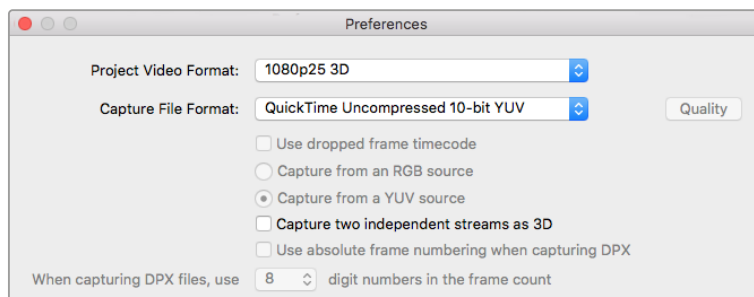 Preferences
Project Video Format: 1080p25 3D
Capture File Format: QuickTime Uncompressed 10-bit YUV Quality
Use dropped frame timecode
Capture from an RGB source
Capture from a YUV source
Capture two independent streams as 3D
Use absolute frame numbering when capturing DPX
When capturing DPX files, use 8 digit numbers in the frame count